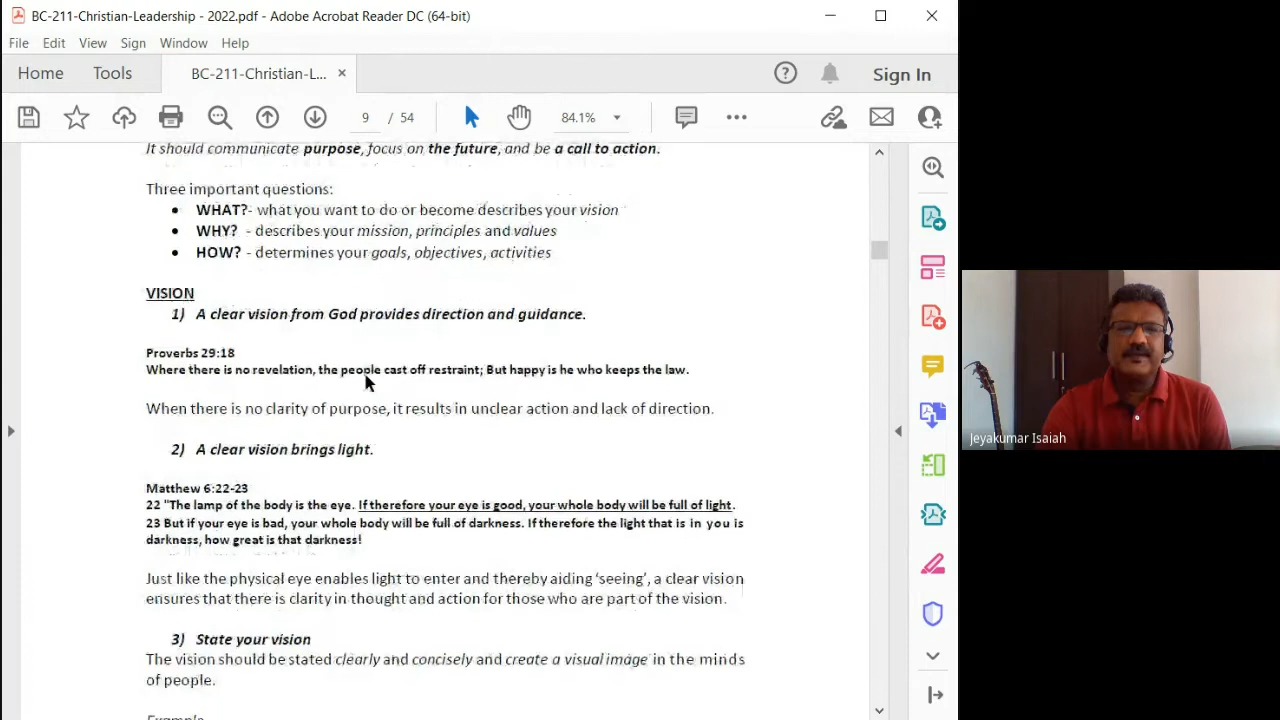 BC-211-Christian-Leadership - 2022.pdf - Adobe Acrobat Reader DC (64-bit)
File Edit View Sign Window Help
Home Tools BC-211-Christian-L... × Sign In
9 / 54 84.1%
It should communicate purpose, focus on the future, and be a call to action.
Three important questions:
• WHAT?- what you want to do or become describes your vision
• WHY? - describes your mission, principles and values
• HOW? - determines your goals, objectives, activities
VISION
1) A clear vision from God provides direction and guidance.
Proverbs 29:18
Where there is no revelation, the people cast off restraint; But happy is he who keeps the law.
When there is no clarity of purpose, it results in unclear action and lack of direction.
2) A clear vision brings light.
Matthew 6:22-23
22 "The lamp of the body is the eye. If therefore your eye is good, your whole body will be full of light.
23 But if your eye is bad, your whole body will be full of darkness. If therefore the light that is in you is
darkness, how great is that darkness!
Just like the physical eye enables light to enter and thereby aiding ‘seeing’, a clear vision
ensures that there is clarity in thought and action for those who are part of the vision.
3) State your vision
The vision should be stated clearly and concisely and create a visual image in the minds
of people.
Example
Jeyakumar Isaiah